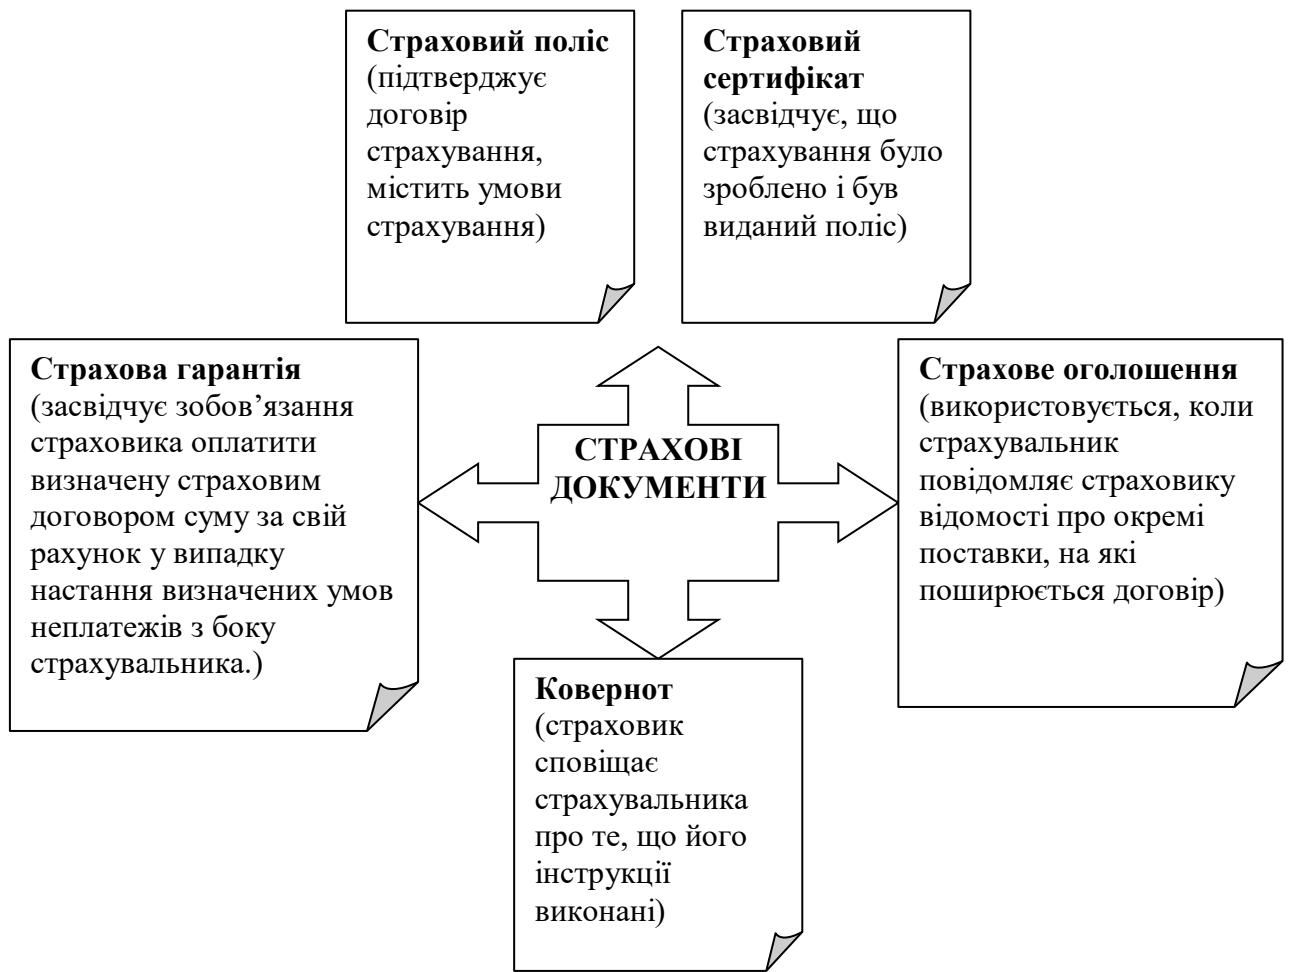 Страховий поліс
(підтверджує
договір
страхування,
містить умови
страхування)
Страховий
сертифікат
(засвідчує, що
страхування було
зроблено і був
виданий поліс)
Страхова гарантія
(засвідчує зобов’язання
страховика оплатити
визначену страховим
договором суму за свій
рахунок у випадку
настання визначених умов
неплатежів з боку
страхувальника.)
СТРАХОВІ
ДОКУМЕНТИ
Страхове оголошення
(використовується, коли
страхувальник
повідомляє страховику
відомості про окремі
поставки, на які
поширюється договір)
Ковернот
(страховик
сповіщає
страхувальника
про те, що його
інструкції
виконані)